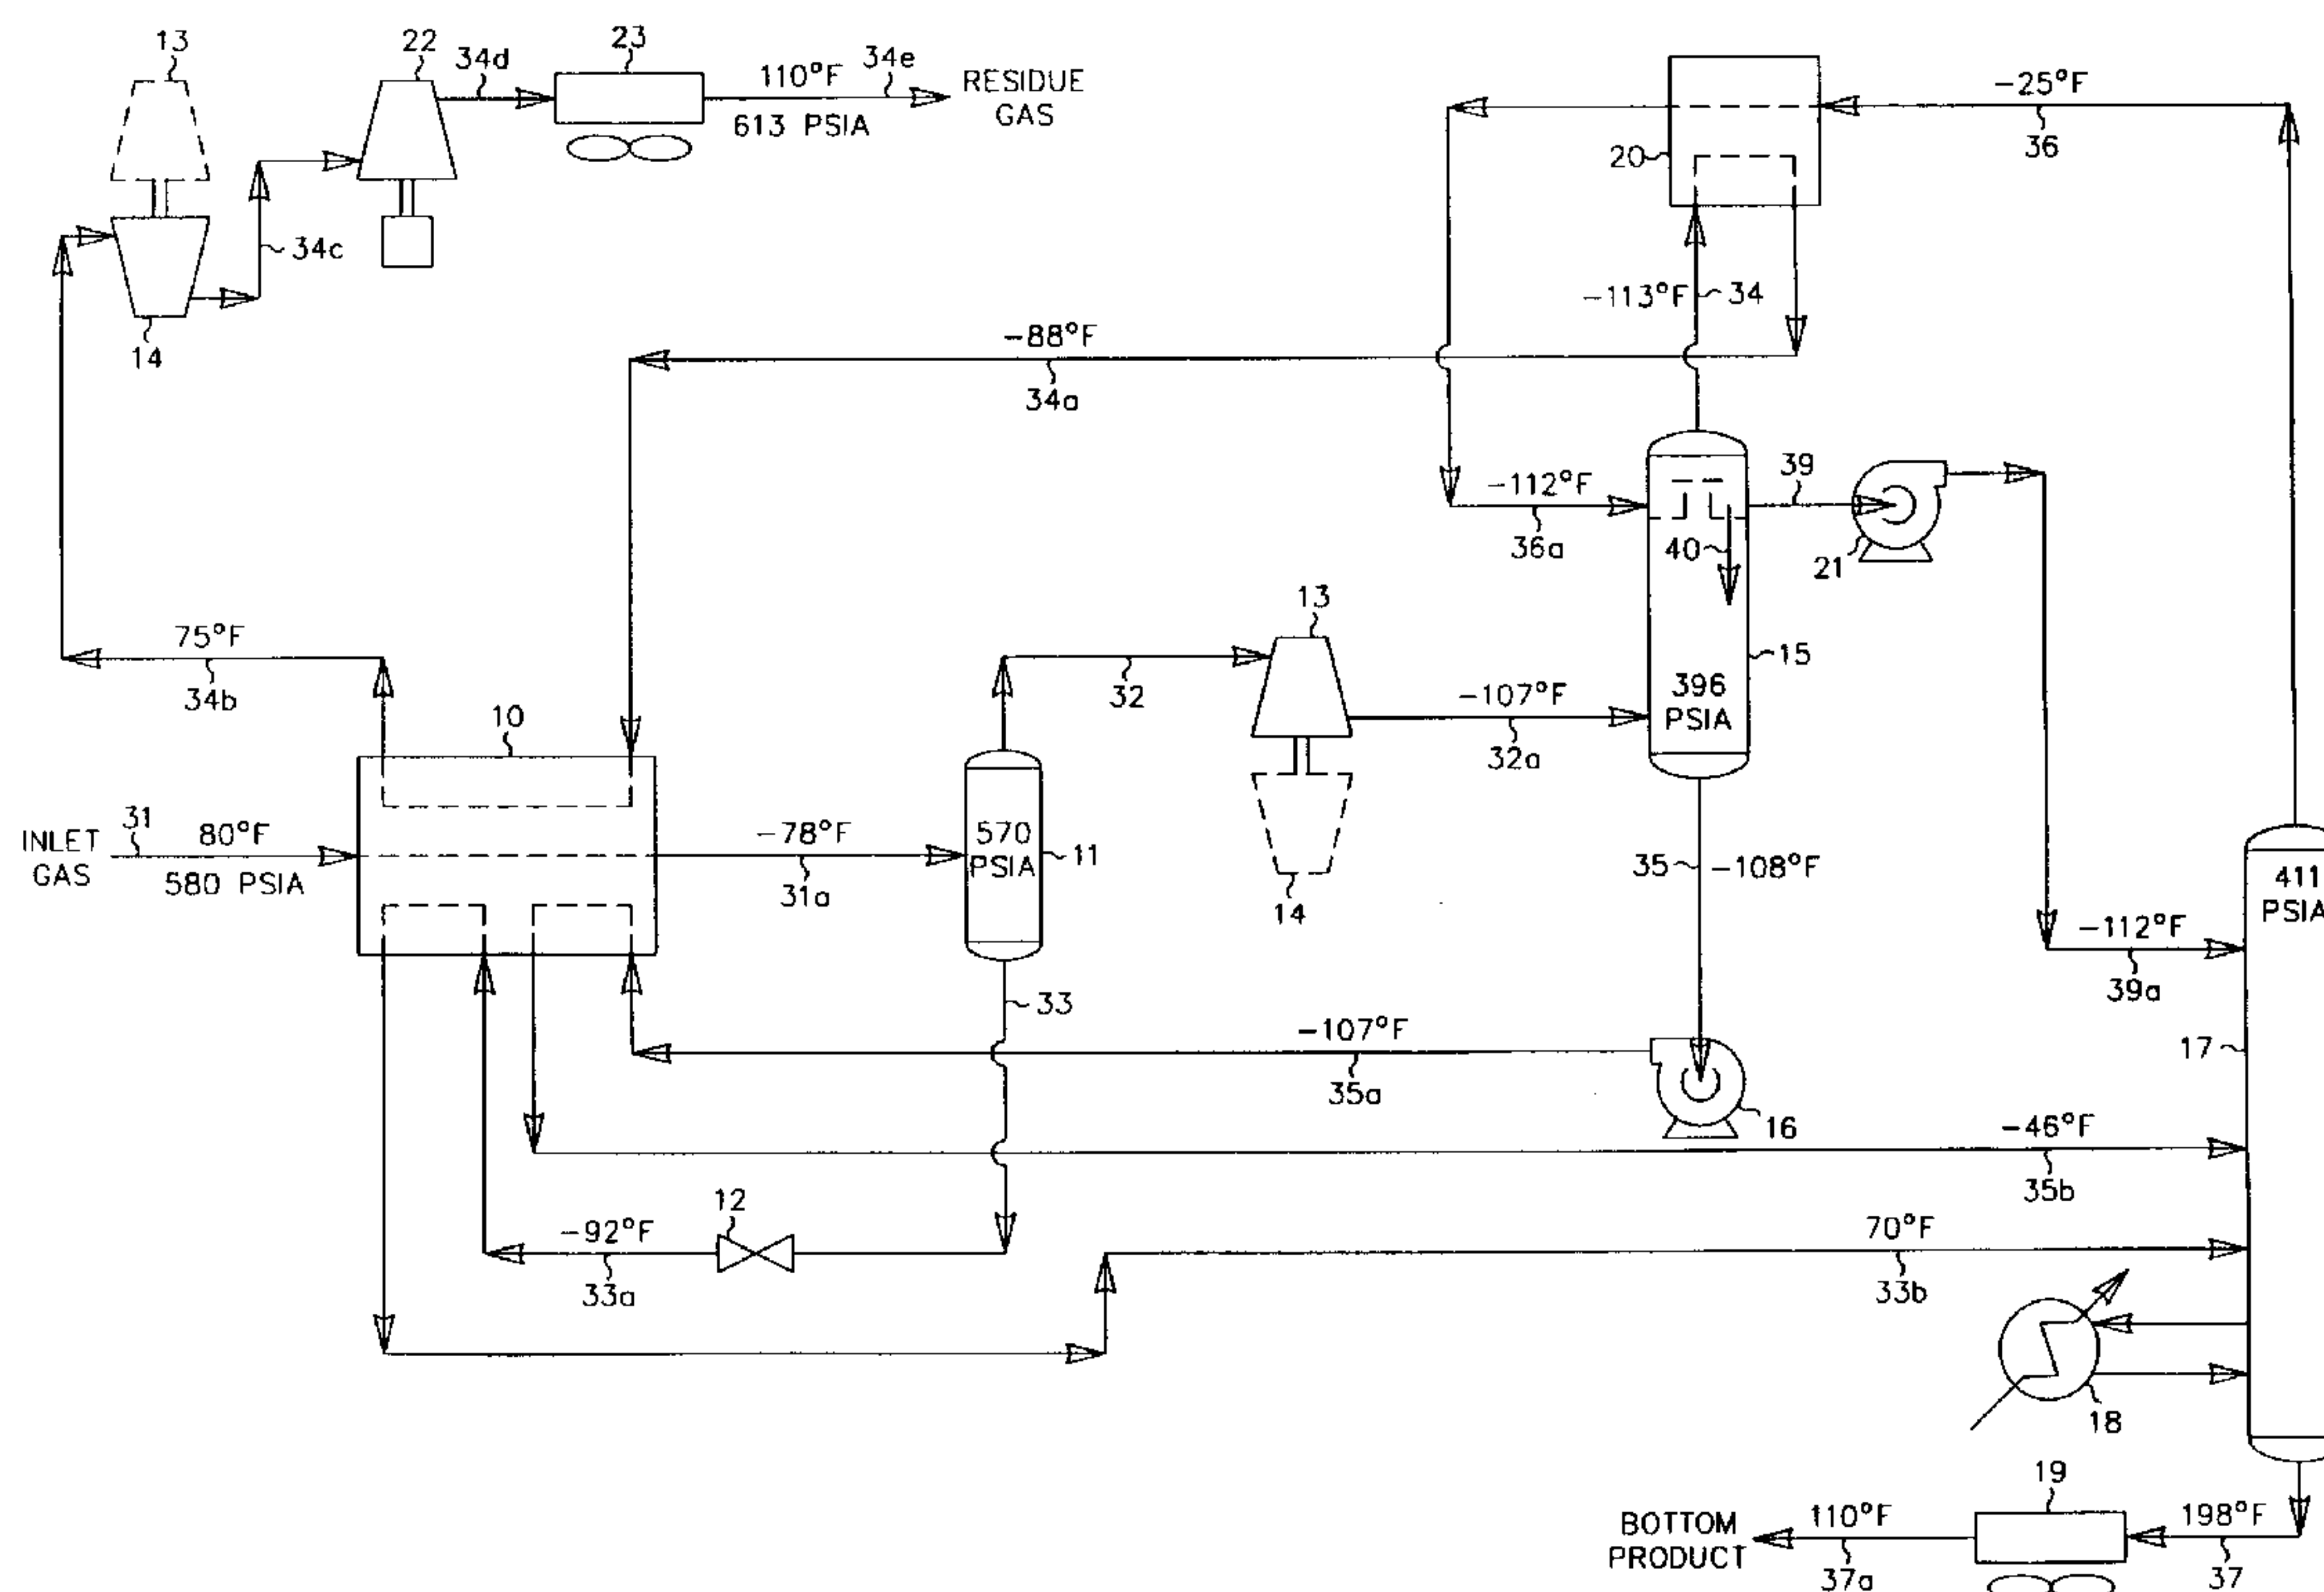 13
22
34d
23
110°F
34e
RESIDUE
GAS
613 PSIA
34c
14
20
-25°F
36
-113°F
34
-88°F
34a
-112°F
36a
39
40
21
13
15
396
PSIA
75°F
34b
32
-107°F
32a
10
INLET
GAS
31
80°F
580 PSIA
-78°F
31a
570
PSIA
11
14
35
-108°F
411
PSIA
-112°F
39a
33
-107°F
35a
16
17
-46°F
35b
12
-92°F
33a
70°F
33b
18
19
BOTTOM
PRODUCT
110°F
37a
198°F
37